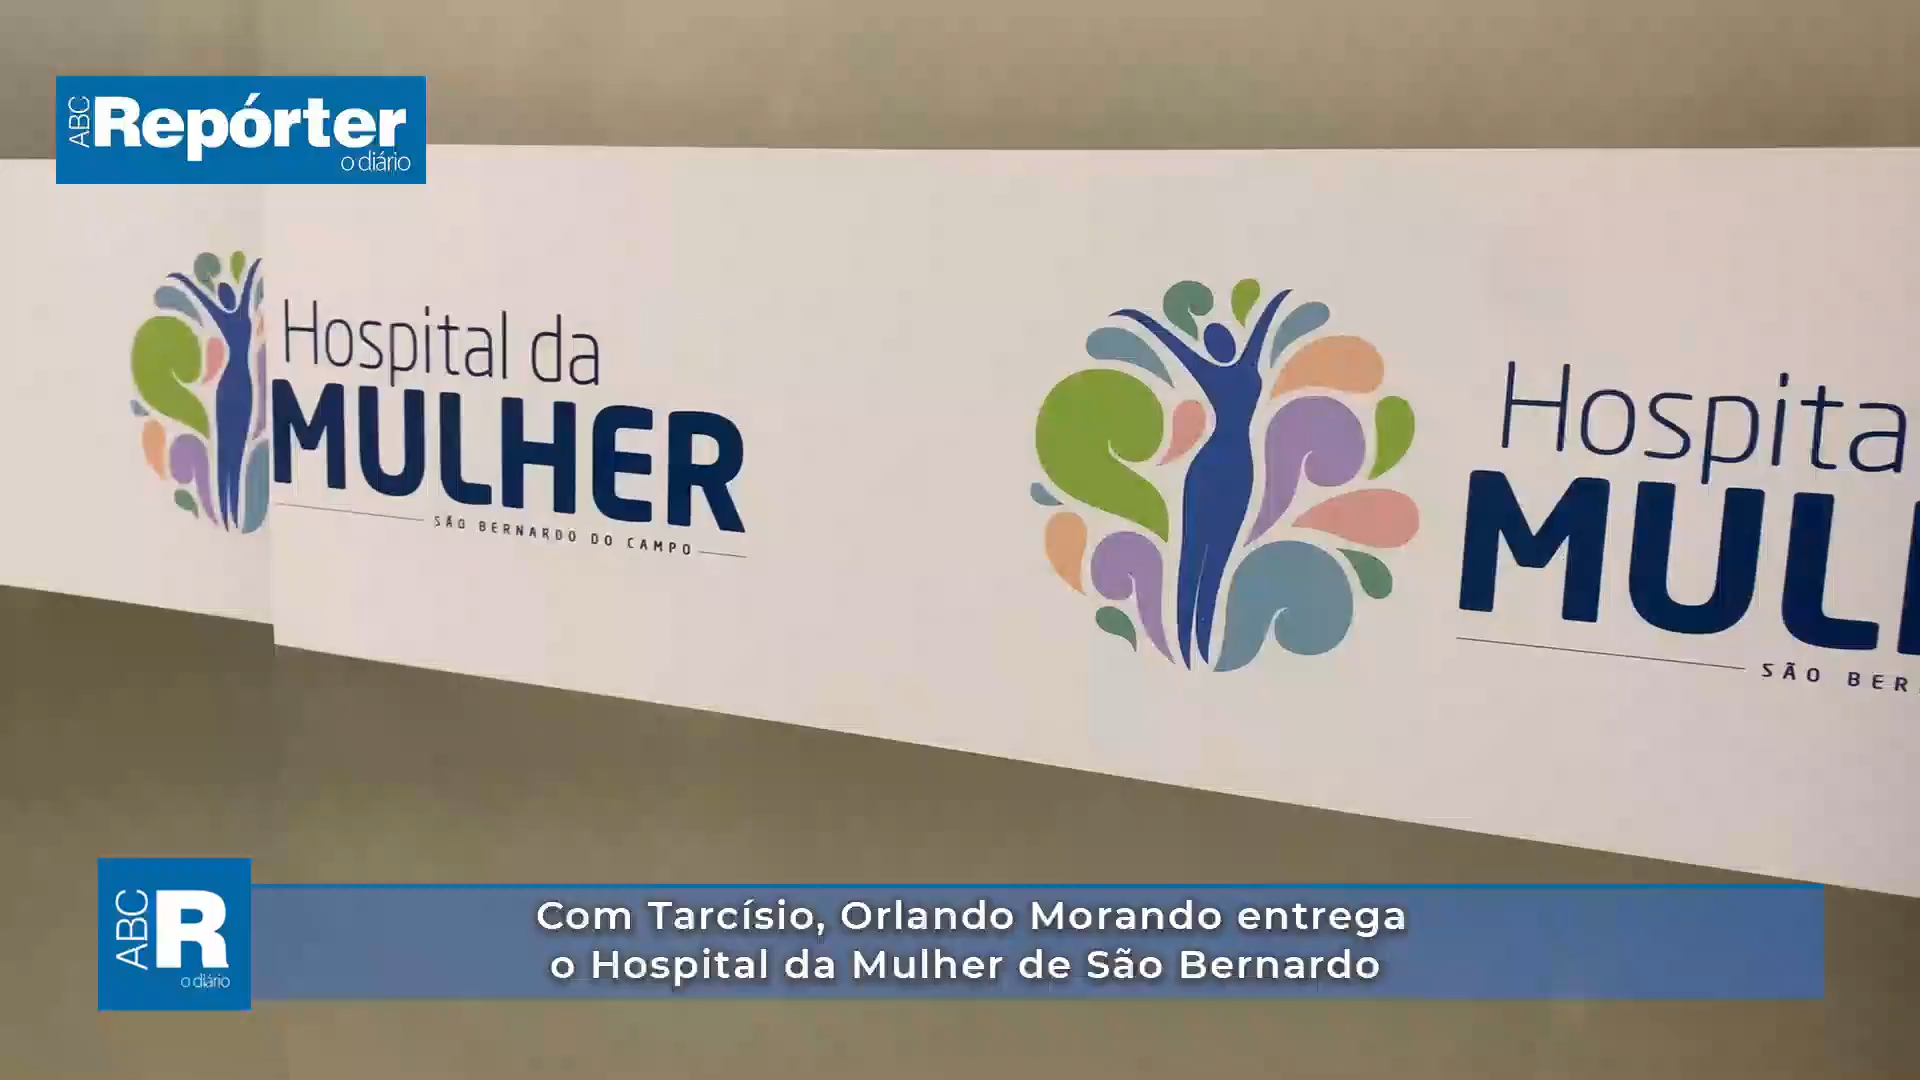 ABC
Repórter
o diário
Hospital da
MULHER
SÃO BERNARDO DO CAMPO
Hospita
MUL
SÃO BER
ABC
R
o diário
Com Tarcísio, Orlando Morando entrega
o Hospital da Mulher de São Bernardo